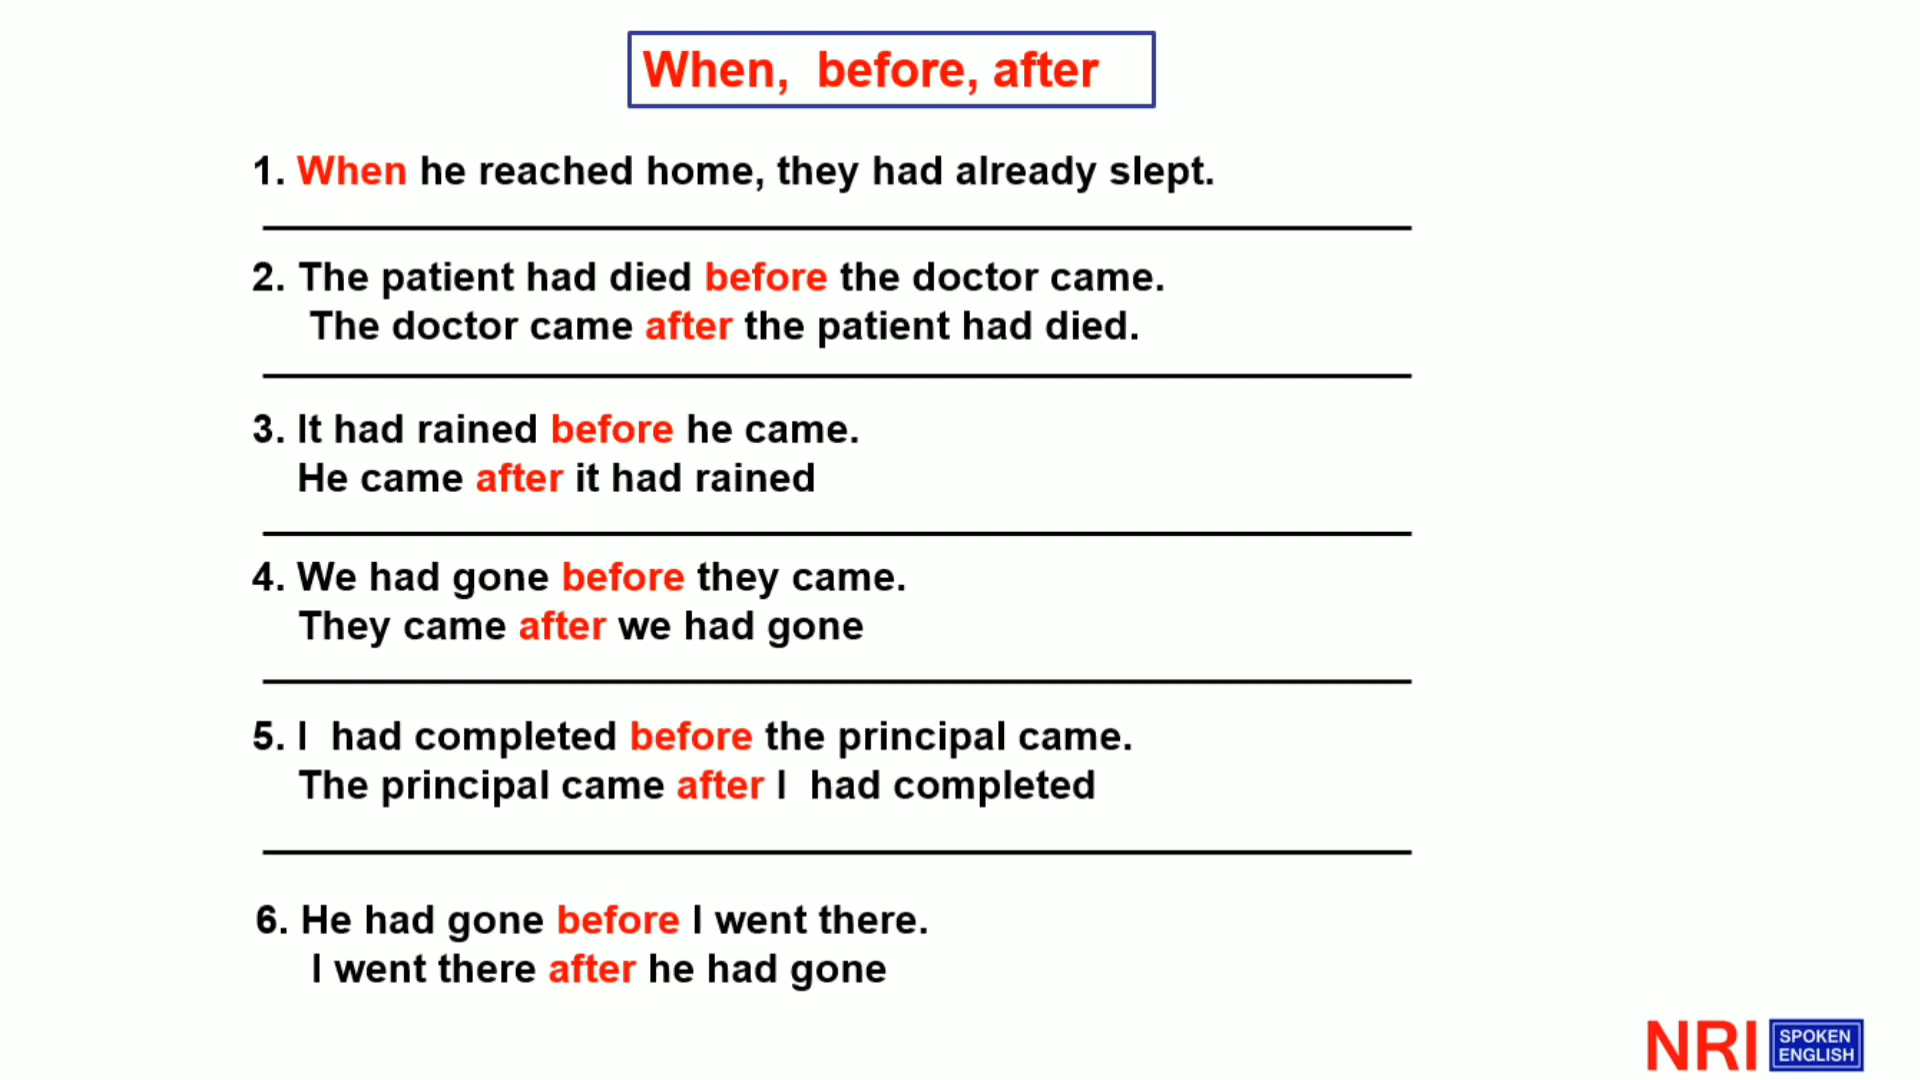 When, before, after
1. When he reached home, they had already slept.
2. The patient had died before the doctor came.
The doctor came after the patient had died.
3. It had rained before he came.
He came after it had rained
4. We had gone before they came.
They came after we had gone
5. I had completed before the principal came.
The principal came after I had completed
6. He had gone before I went there.
I went there after he had gone
NRI SPOKEN
ENGLISH